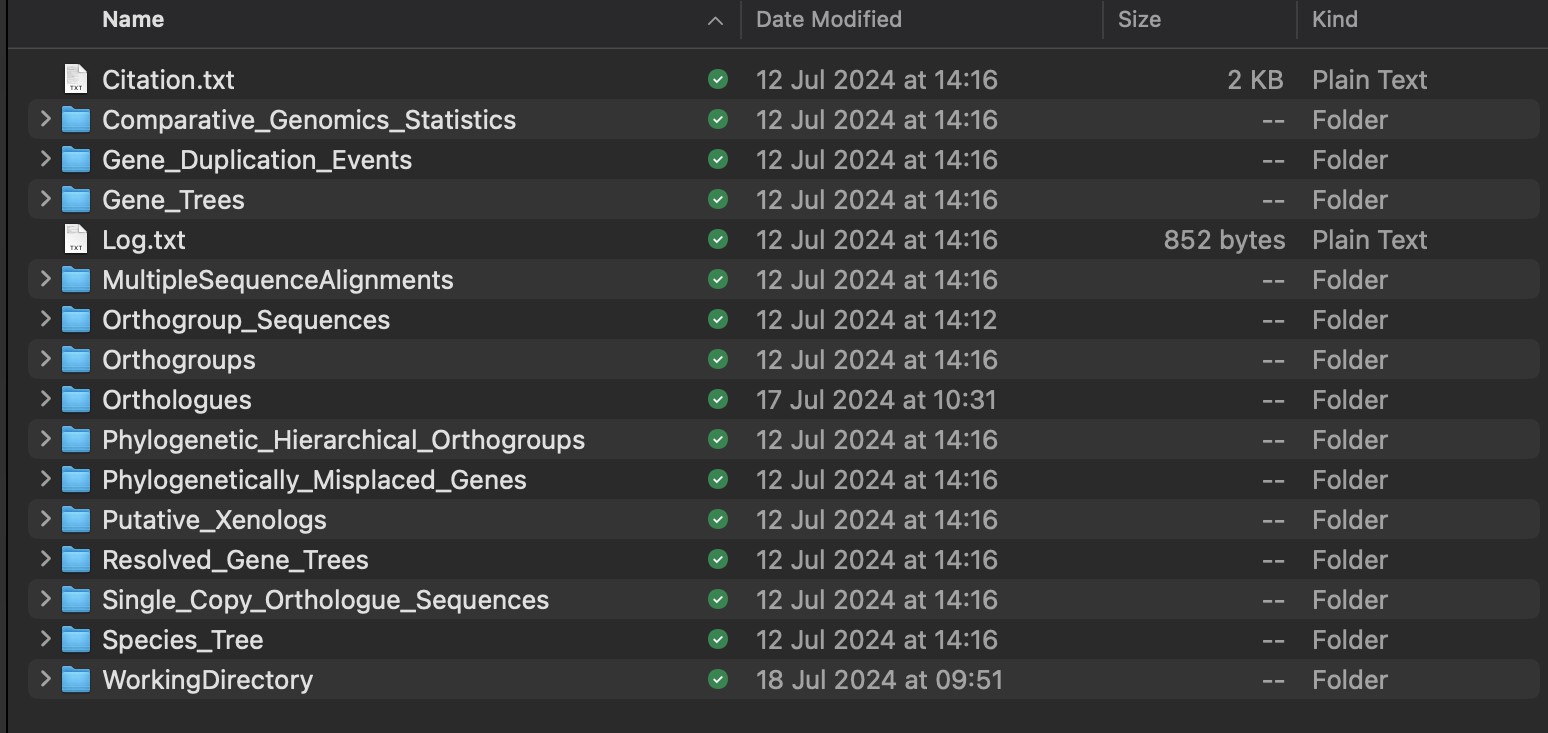 Name Date Modified Size Kind
Citation.txt 12 Jul 2024 at 14:16 2 KB Plain Text
Comparative_Genomics_Statistics 12 Jul 2024 at 14:16 -- Folder
Gene_Duplication_Events 12 Jul 2024 at 14:16 -- Folder
Gene_Trees 12 Jul 2024 at 14:16 -- Folder
Log.txt 12 Jul 2024 at 14:16 852 bytes Plain Text
MultipleSequenceAlignments 12 Jul 2024 at 14:16 -- Folder
Orthogroup_Sequences 12 Jul 2024 at 14:12 -- Folder
Orthogroups 12 Jul 2024 at 14:16 -- Folder
Orthologues 17 Jul 2024 at 10:31 -- Folder
Phylogenetic_Hierarchical_Orthogroups 12 Jul 2024 at 14:16 -- Folder
Phylogenetically_Misplaced_Genes 12 Jul 2024 at 14:16 -- Folder
Putative_Xenologs 12 Jul 2024 at 14:16 -- Folder
Resolved_Gene_Trees 12 Jul 2024 at 14:16 -- Folder
Single_Copy_Orthologue_Sequences 12 Jul 2024 at 14:16 -- Folder
Species_Tree 12 Jul 2024 at 14:16 -- Folder
WorkingDirectory 18 Jul 2024 at 09:51 -- Folder